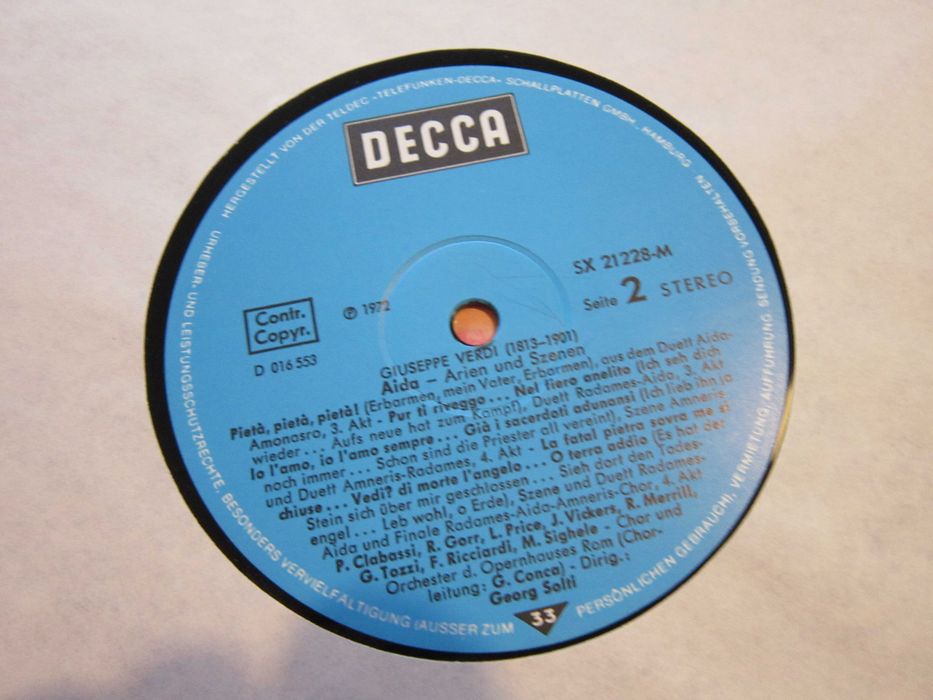 HERGESTELLT VON DER TELDEC »TELEFUNKEN-DECCA« SCHALLPLATTEN GMBH., HAMBURG
URHEBER- UND LEISTUNGSSCHUTZRECHTE, BESONDERS VERVIELFÄLTIGUNG (AUSSER ZUM PERSÖNLICHEN GEBRAUCH), VERMIETUNG, AUFFÜHRUNG, SENDUNG VORBEHALTEN
DECCA
SX 21228-M
Seite 2 STEREO
Contr.
Copyr.
℗ 1972
D 016 553
GIUSEPPE VERDI (1813–1901)
Aida – Arien und Szenen
Pietà, pietà, pietà! (Erbarmen, mein Vater, Erbarmen), aus dem Duett Aida-
Amonasro, 3. Akt - Pur ti riveggo... Nel fiero anelito (Ich seh dich
wieder... Aufs neue hat zum Kampf), Duett Radames-Aida, 3. Akt
Io l'amo, io l'amo sempre... Già i sacerdoti adunansi (Ich lieb ihn ja
noch immer... Schon sind die Priester all vereint), Szene Amneris
und Duett Amneris-Radames, 4. Akt - La fatal pietra sovra me si
chiuse... Vedi? di morte l'angelo... O terra addio (Es hat der
Stein sich über mir geschlossen... Sieh dort den Todes-
engel... Leb wohl, o Erde), Szene und Duett Radames-
Aida und Finale Radames-Aida-Amneris-Chor, 4. Akt
P. Clabassi, R. Gorr, L. Price, J. Vickers, R. Merrill,
G. Tozzi, F. Ricciardi, M. Sighele - Chor und
Orchester d. Opernhauses Rom (Chor-
leitung: G. Conca) - Dirig.:
Georg Solti
33